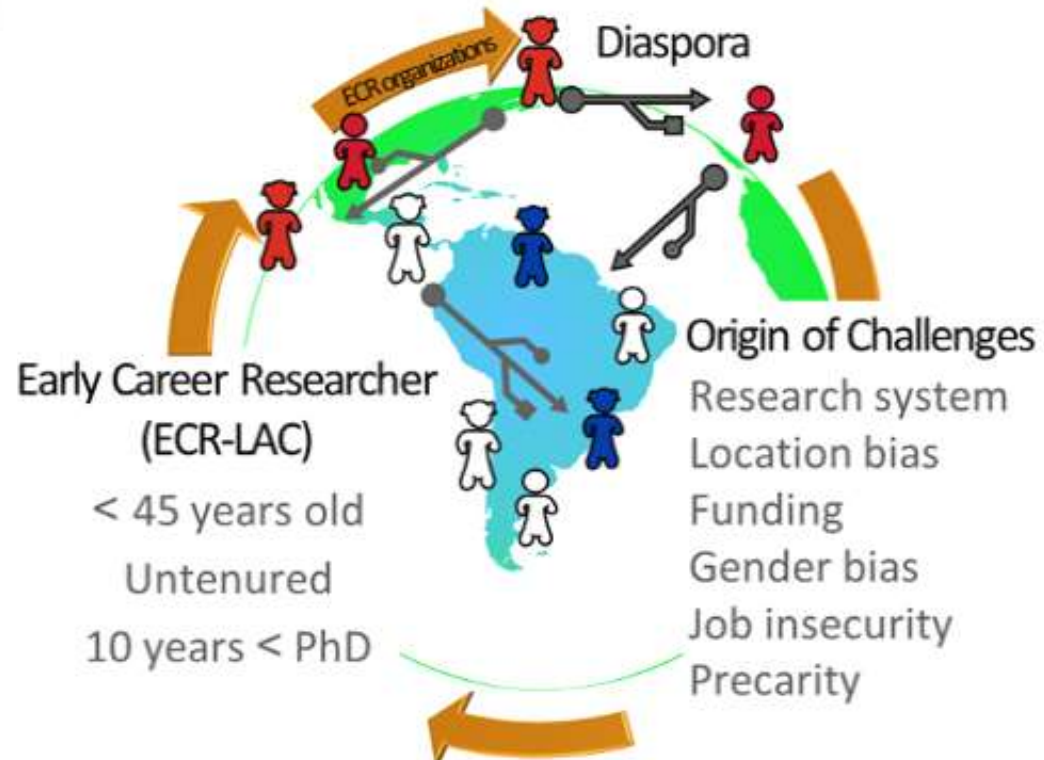 ECR organizations
Diaspora
Early Career Researcher
(ECR-LAC)
< 45 years old
Untenured
10 years < PhD
Origin of Challenges
Research system
Location bias
Funding
Gender bias
Job insecurity
Precarity